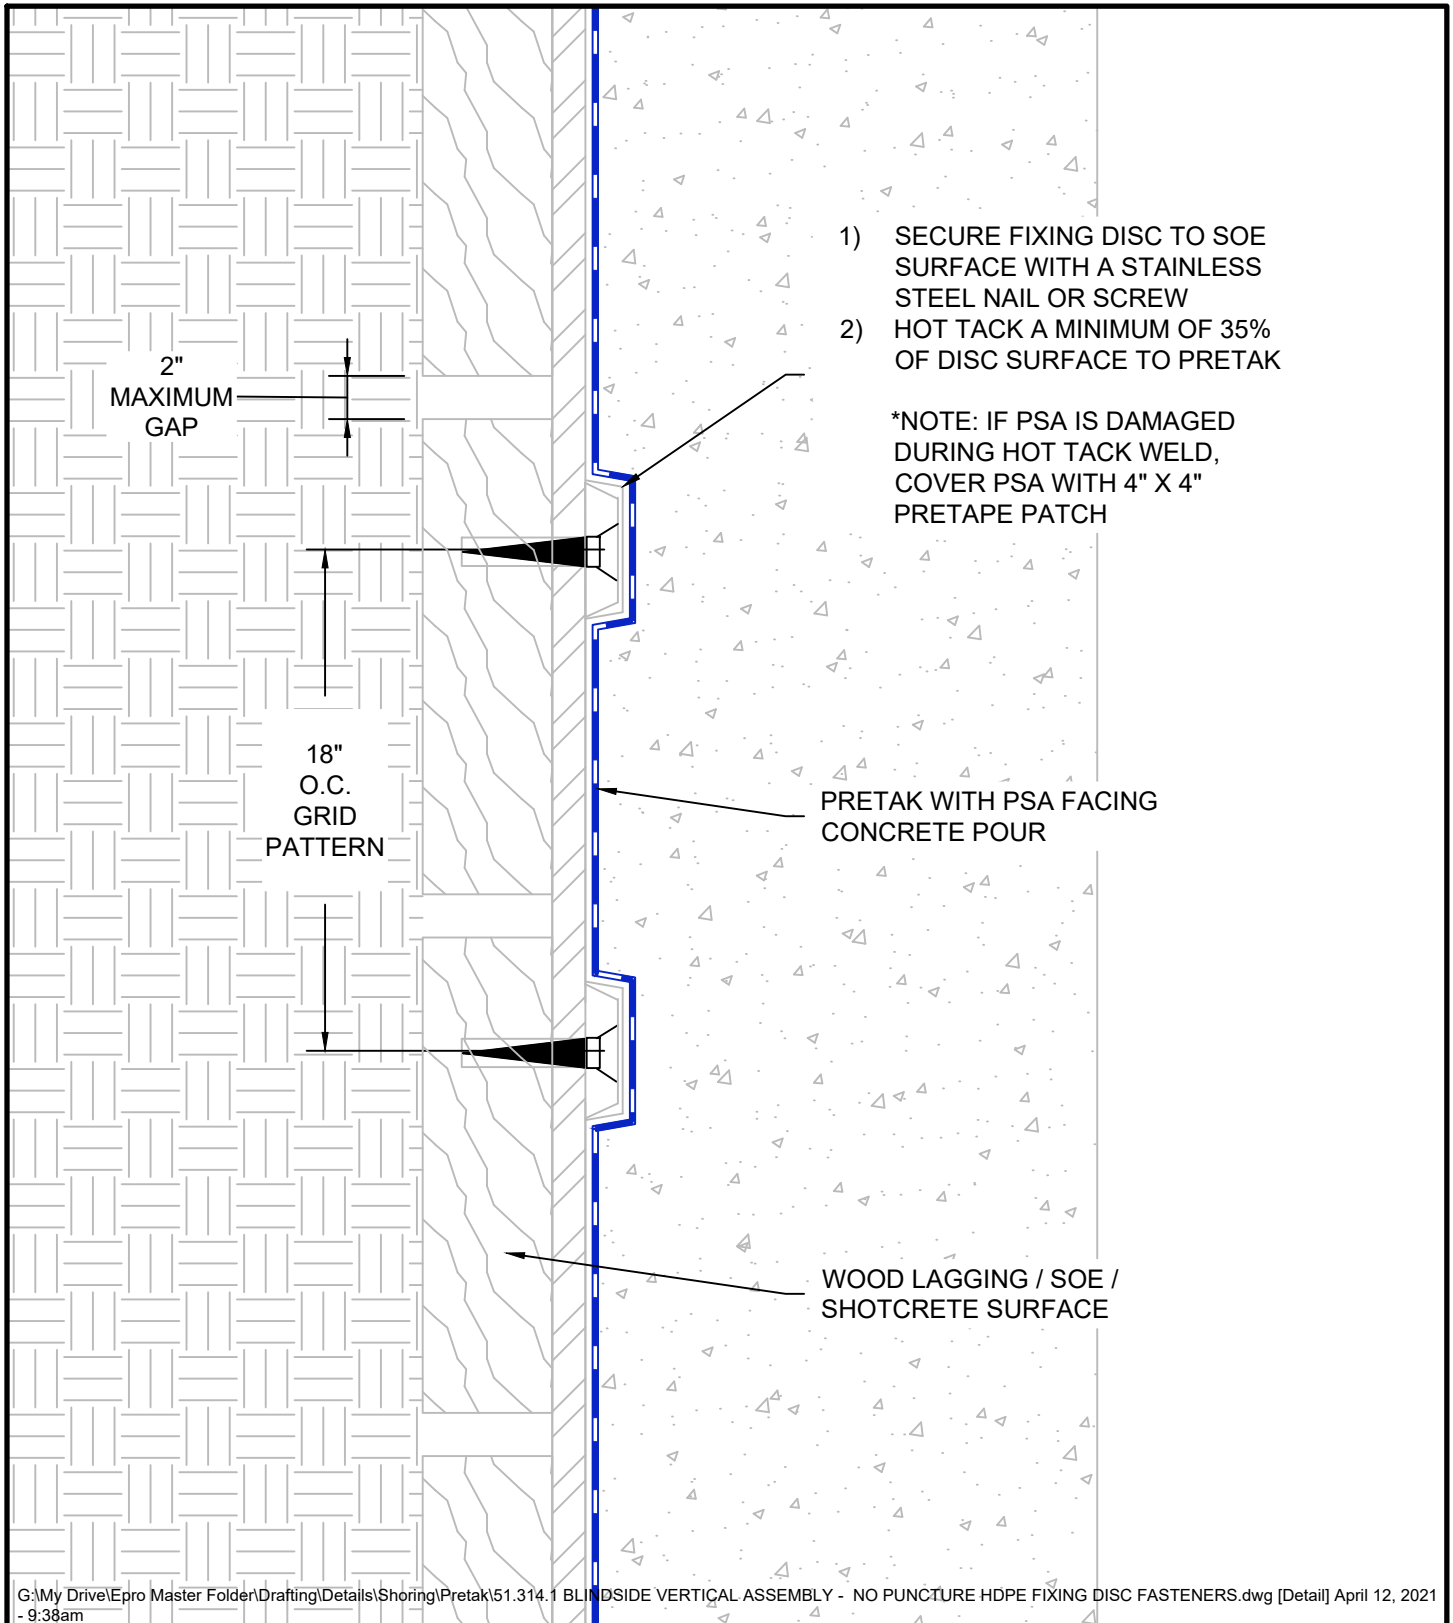 1) SECURE FIXING DISC TO SOE
SURFACE WITH A STAINLESS
STEEL NAIL OR SCREW
2) HOT TACK A MINIMUM OF 35%
OF DISC SURFACE TO PRETAK
*NOTE: IF PSA IS DAMAGED
DURING HOT TACK WELD,
COVER PSA WITH 4" X 4"
PRETAPE PATCH
2"
MAXIMUM
GAP
18"
O.C.
GRID
PATTERN
PRETAK WITH PSA FACING
CONCRETE POUR
WOOD LAGGING / SOE /
SHOTCRETE SURFACE
G:\My Drive\Epro Master Folder\Drafting\Details\Shoring\Pretak\51.314.1 BLINDSIDE VERTICAL ASSEMBLY - NO PUNCTURE HDPE FIXING DISC FASTENERS.dwg [Detail] April 12, 2021
- 9:38am